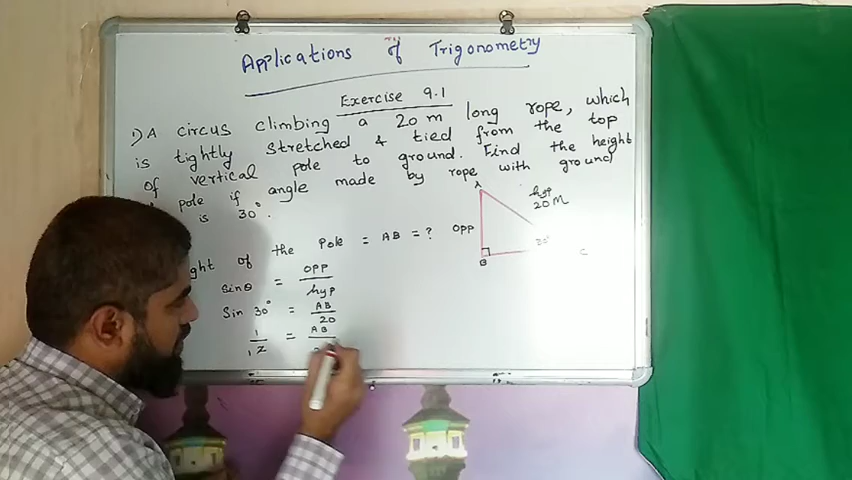 Applications of Trigonometry
Exercise 9.1
1) A circus climbing a 20 m long rope, which
is tightly stretched & tied from the top
of vertical pole to ground. Find the height
pole if angle made by rope with ground
is 30°.
A
hyp
20 M
opp
B
C
of the pole = AB = ?
sinθ = opp / hyp
Sin 30° = AB / 20
1 / 2 = AB /